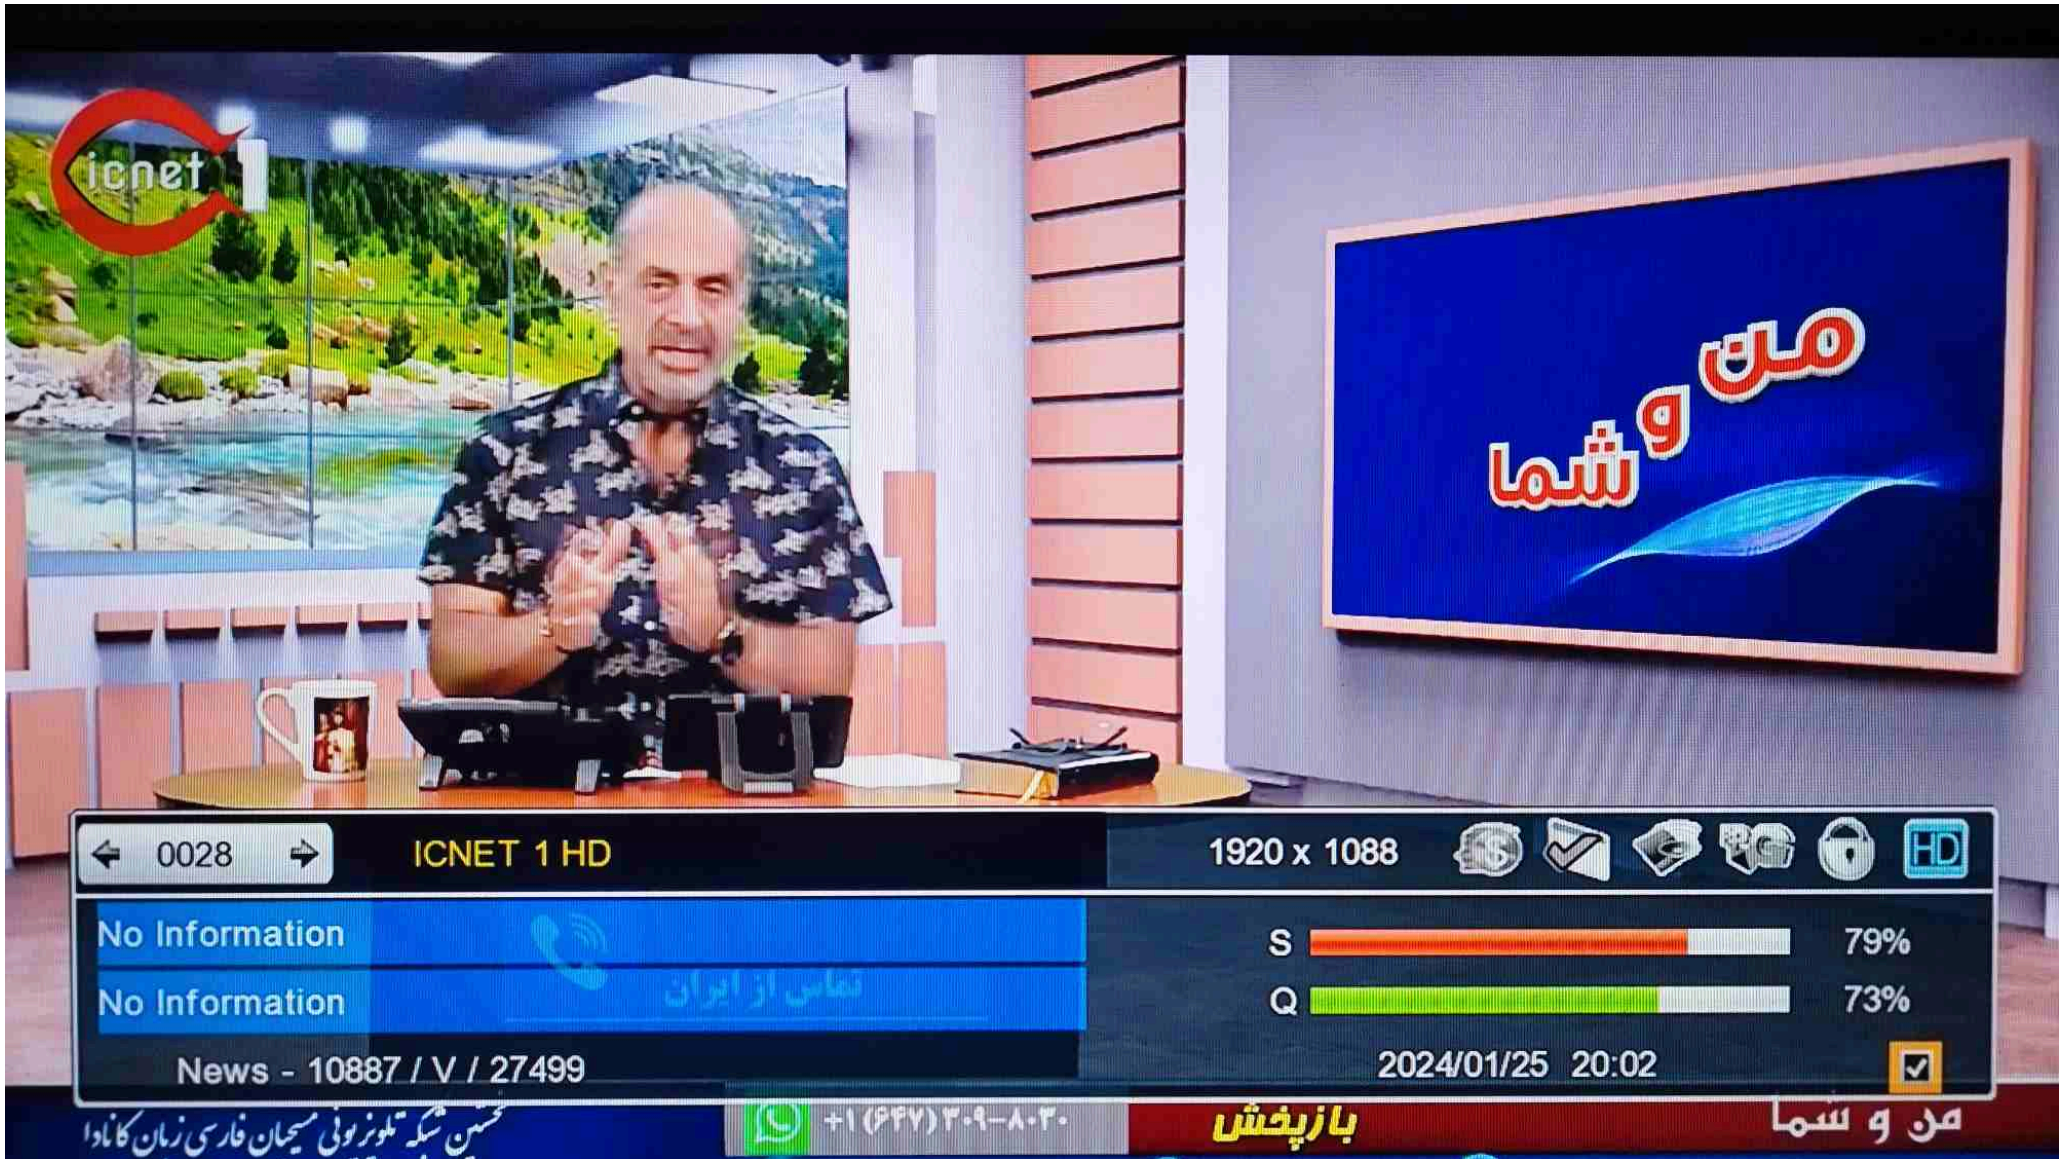 icnet 1
من
و
شما
0028
ICNET 1 HD
1920 x 1088
HD
No Information
S 79%
تماس از ایران
No Information
Q 73%
News - 10887 / V / 27499
2024/01/25 20:02
نخستین شبکه تلویزیونی مسیحیان فارسی زبان کانادا
+۱(۶۴۷)۳۰۹-۸۰۳۰
بازپخش
من و شما